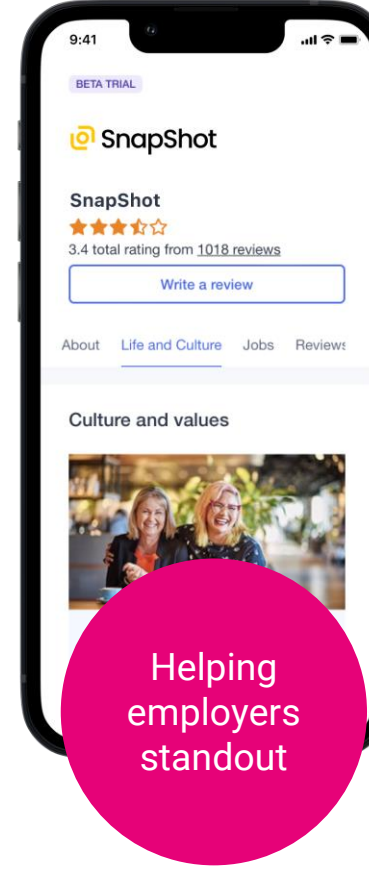 9:41
BETA TRIAL
SnapShot
SnapShot
3.4 total rating from 1018 reviews
Write a review
About Life and Culture Jobs Reviews
Culture and values
Helping
employers
standout